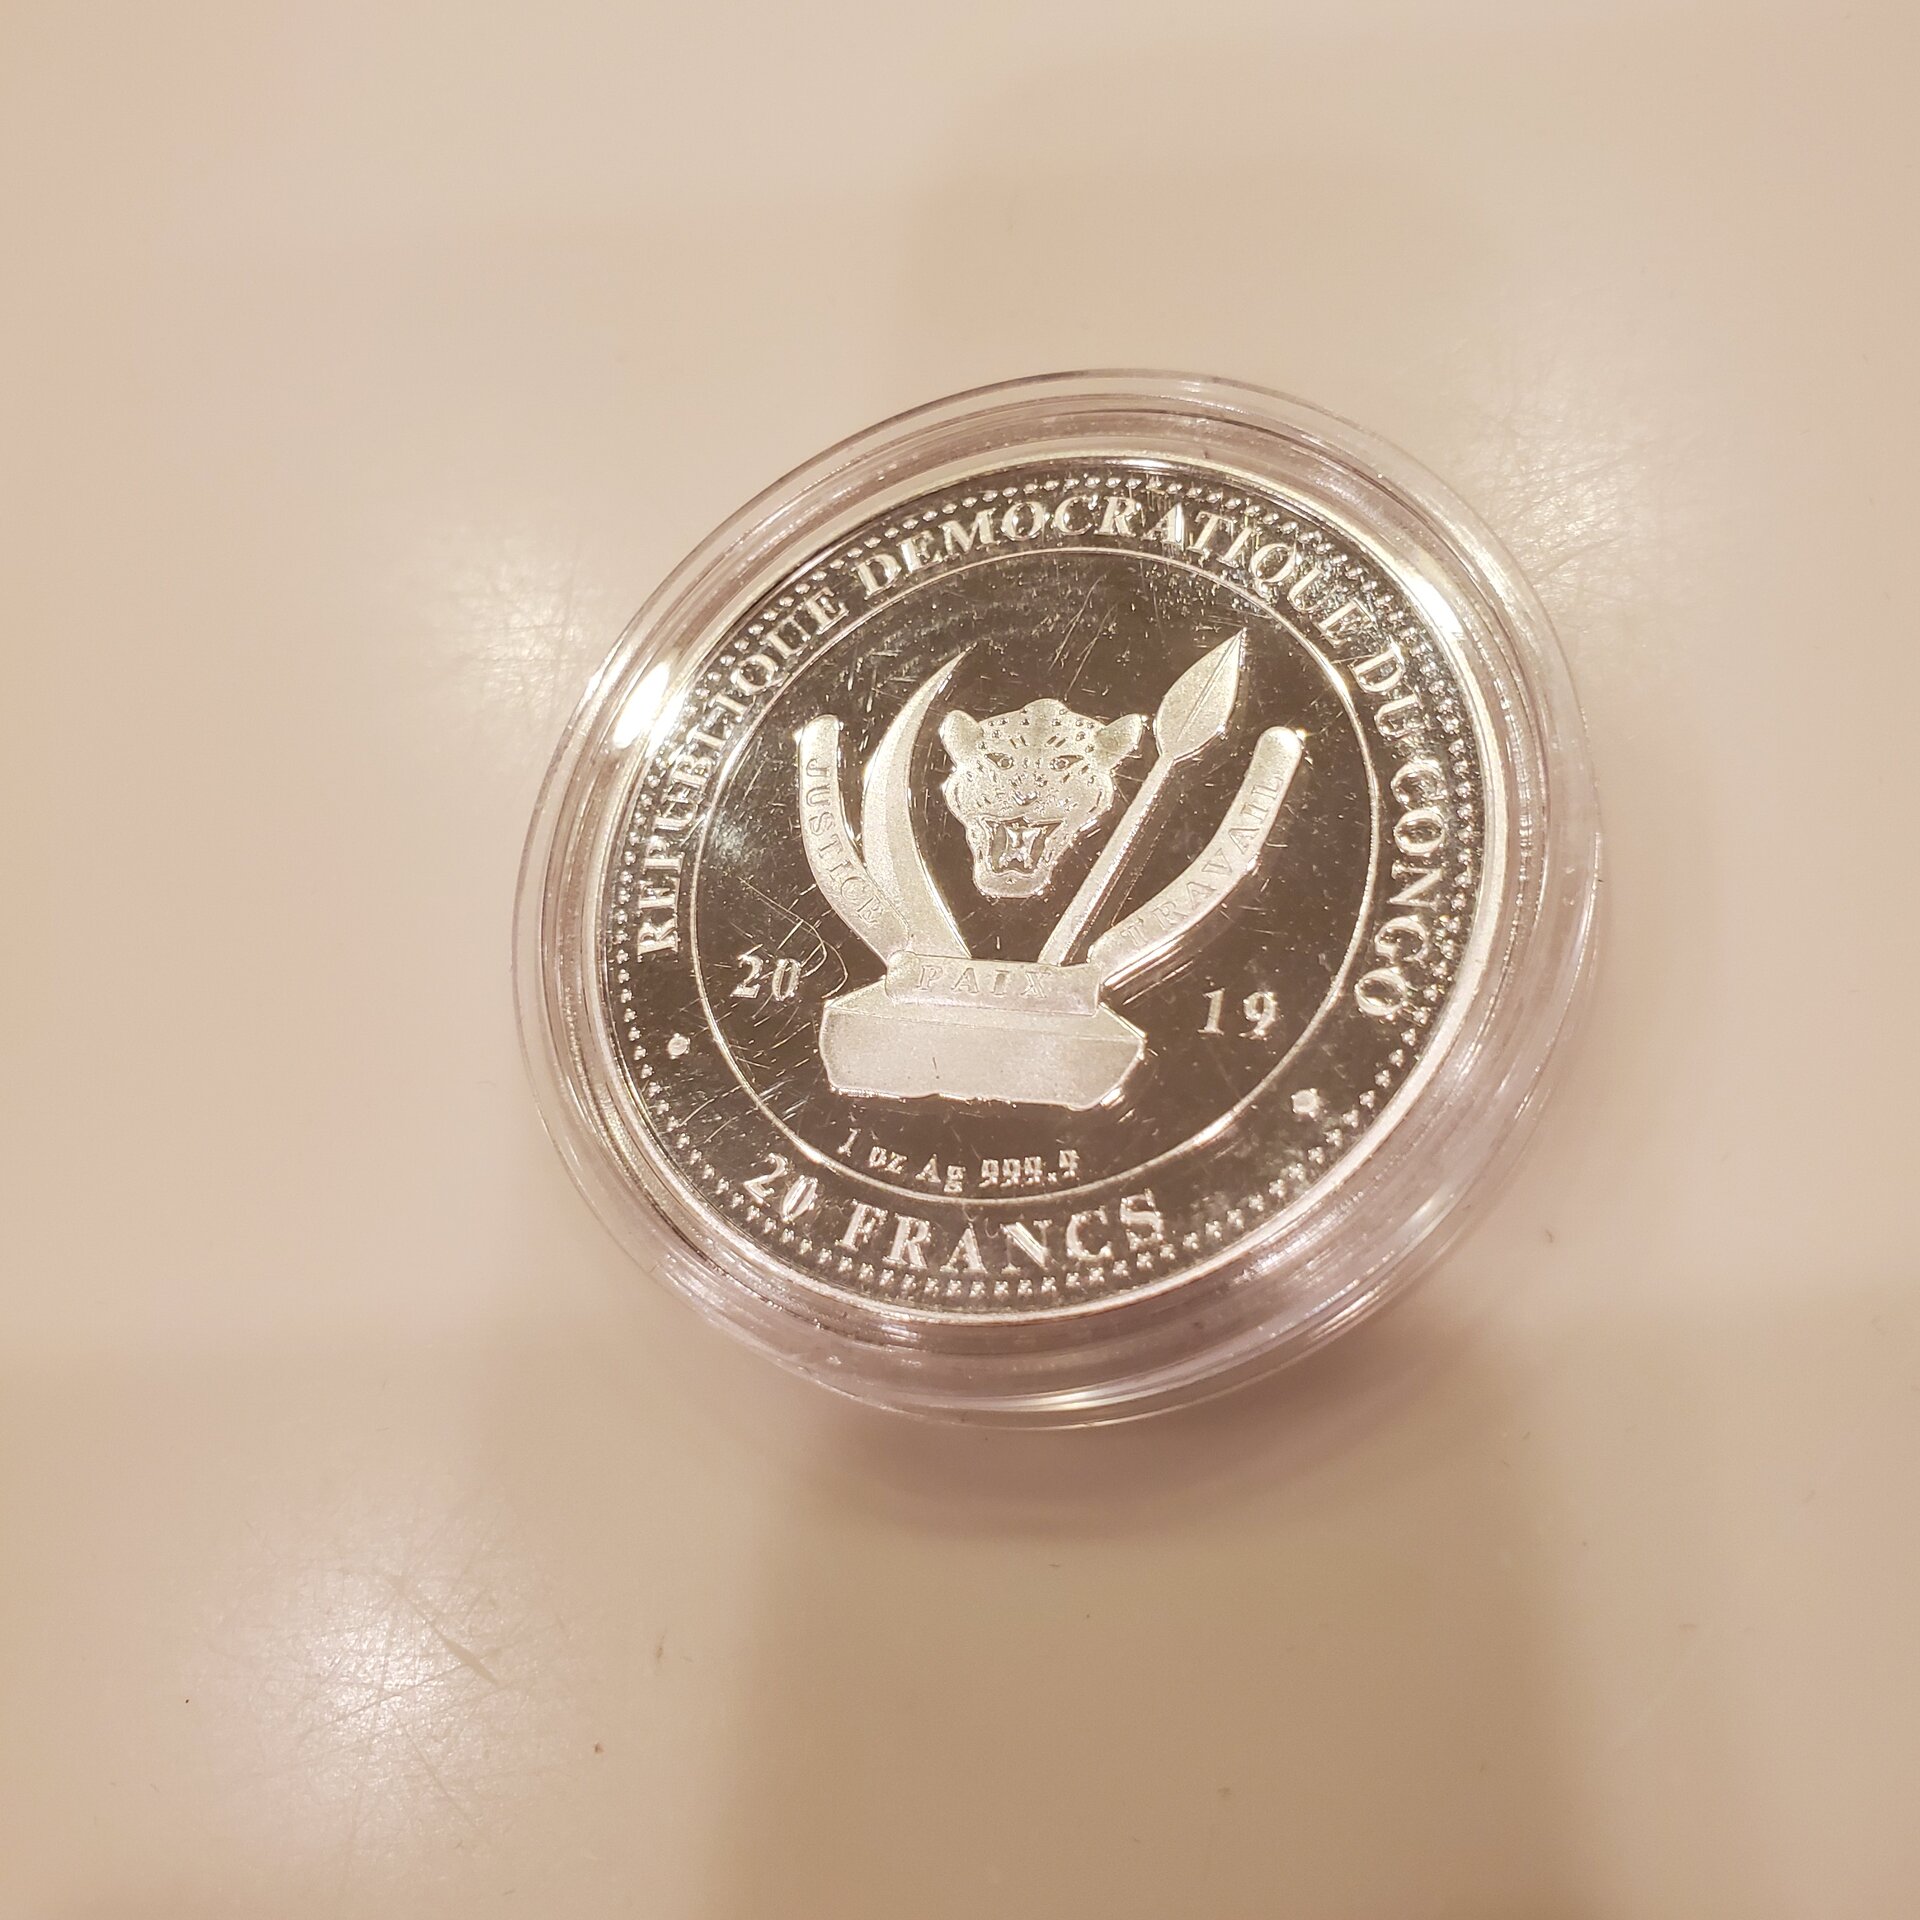 REPUBLIQUE DEMOCRATIQUE DU CONGO
JUSTICE
PAIX
TRAVAIL
20 19
1 oz Ag 999.9
20 FRANCS